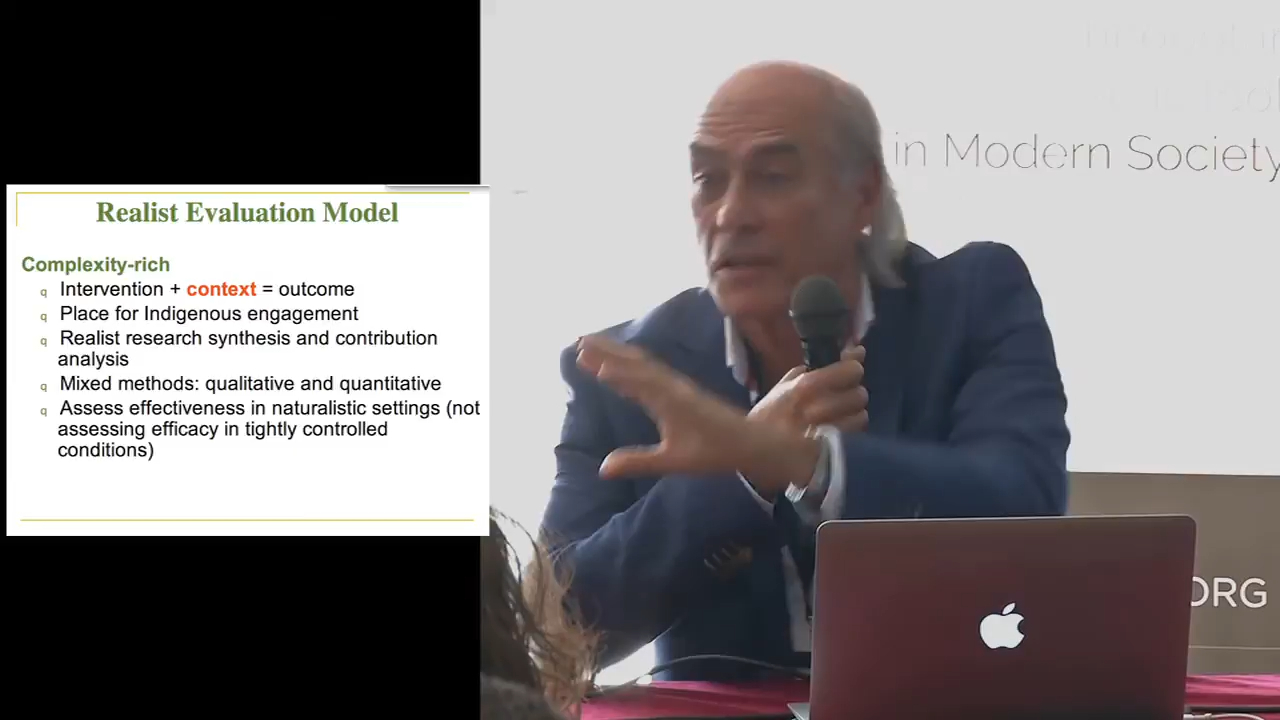 Realist Evaluation Model
Complexity-rich
q Intervention + context = outcome
q Place for Indigenous engagement
q Realist research synthesis and contribution
analysis
q Mixed methods: qualitative and quantitative
q Assess effectiveness in naturalistic settings (not
assessing efficacy in tightly controlled
conditions)
in Modern Society
ORG